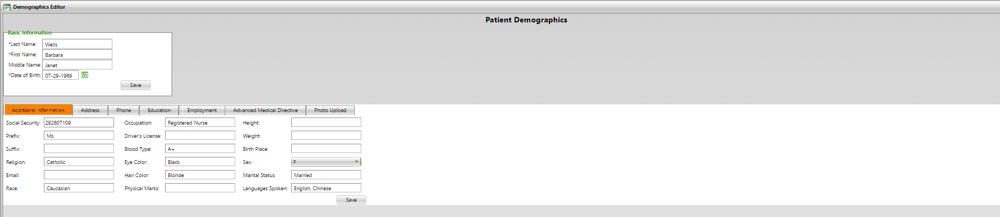 Demographics Editor
Patient Demographics
Basic Information
*Last Name: Wells
*First Name: Barbara
Middle Name: Janet
*Date of Birth: 07-29-1969
Save
Additional Information Address Phone Education Employment Advanced Medical Directive Photo Upload
Social Security: 292607109 Occupation: Registered Nurse Height:
Prefix: Ms. Driver's License: Weight:
Suffix: Blood Type: A+ Birth Place:
Religion: Catholic Eye Color: Black Sex: F
Email: Hair Color: Blonde Marital Status: Married
Race: Caucasian Physical Marks: Languages Spoken: English, Chinese
Save